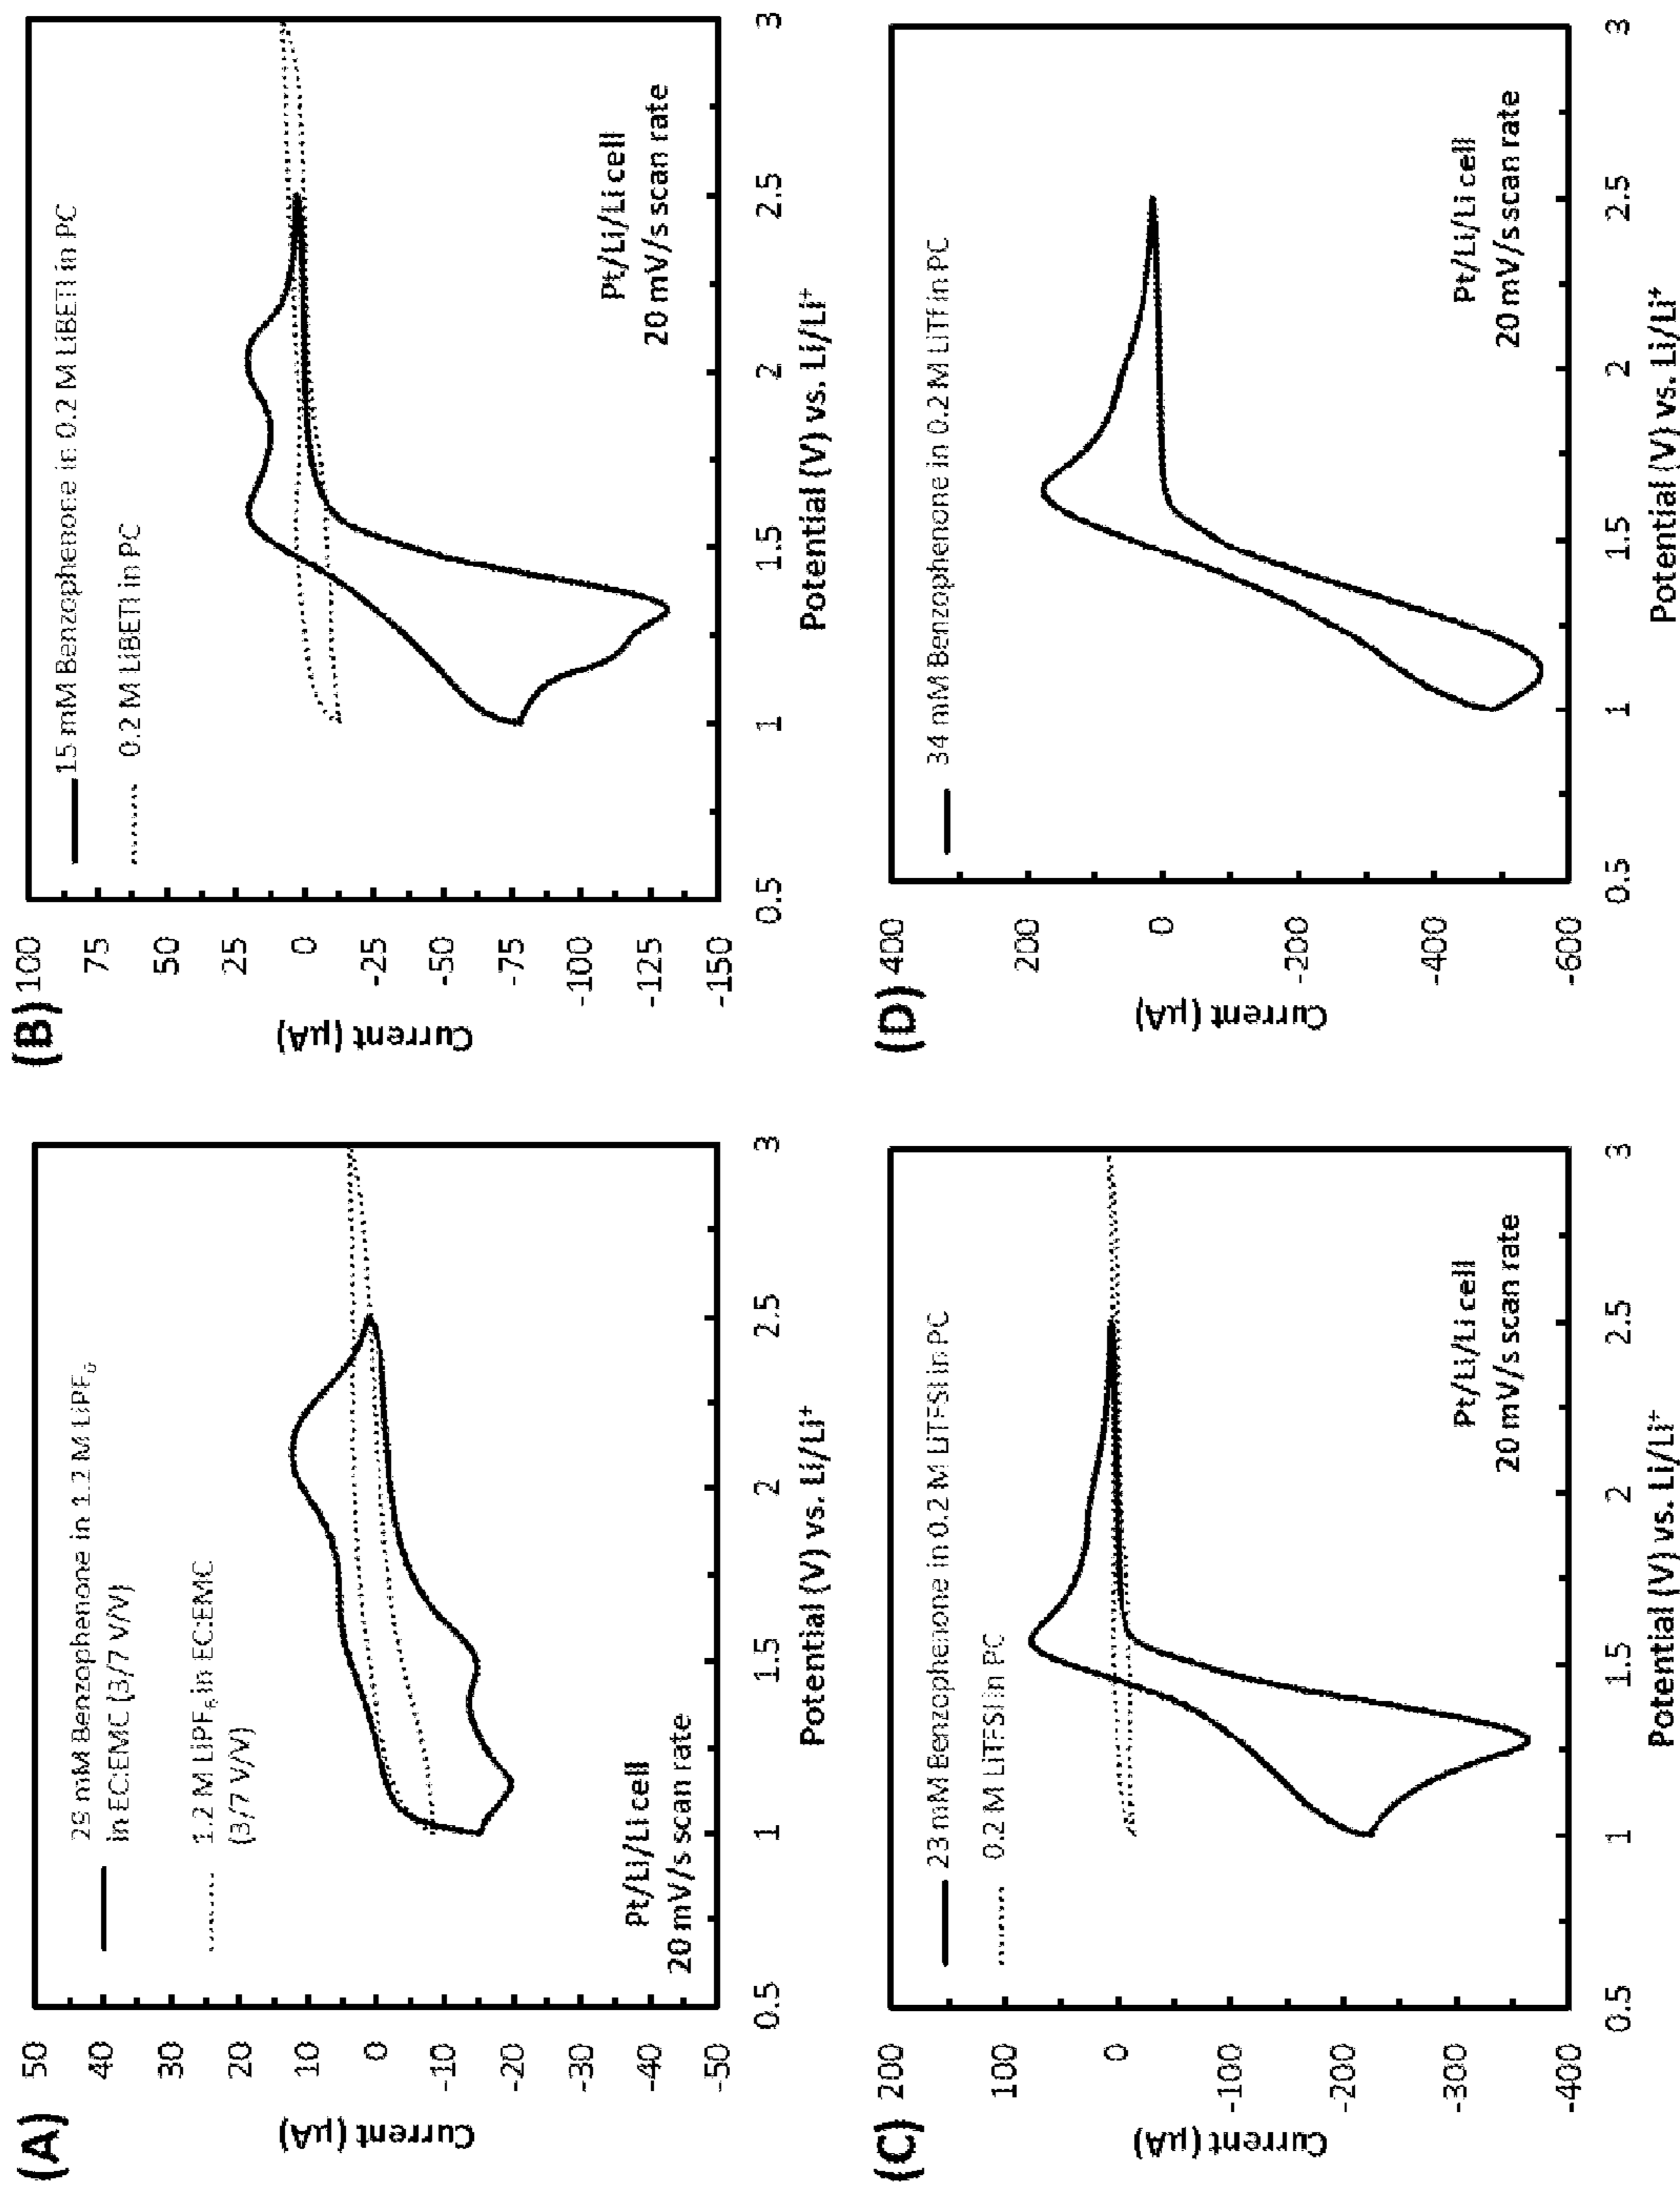 (A)
50
40
30
20
10
0
-10
-20
-30
-40
-50
Current (µA)
29 mM Benzophenone in 1.2 M LiPF₆
in EC:EMC (3/7 V/V)
1.2 M LiPF₆ in EC:EMC
(3/7 V/V)
Pt/Li/Li cell
20 mV/s scan rate
0.5 1 1.5 2 2.5 3
Potential (V) vs. Li/Li⁺
(B)
100
75
50
25
0
-25
-50
-75
-100
-125
-150
Current (µA)
15 mM Benzophenone in 0.2 M LiBETI in PC
0.2 M LiBETI in PC
Pt/Li/Li cell
20 mV/s scan rate
0.5 1 1.5 2 2.5 3
Potential (V) vs. Li/Li⁺
(C)
200
100
0
-100
-200
-300
-400
Current (µA)
23 mM Benzophenone in 0.2 M LiTFSI in PC
0.2 M LiTFSI in PC
Pt/Li/Li cell
20 mV/s scan rate
0.5 1 1.5 2 2.5 3
Potential (V) vs. Li/Li⁺
(D)
400
200
0
-200
-400
-600
Current (µA)
34 mM Benzophenone in 0.2 M LiTf in PC
Pt/Li/Li cell
20 mV/s scan rate
0.5 1 1.5 2 2.5 3
Potential (V) vs. Li/Li⁺